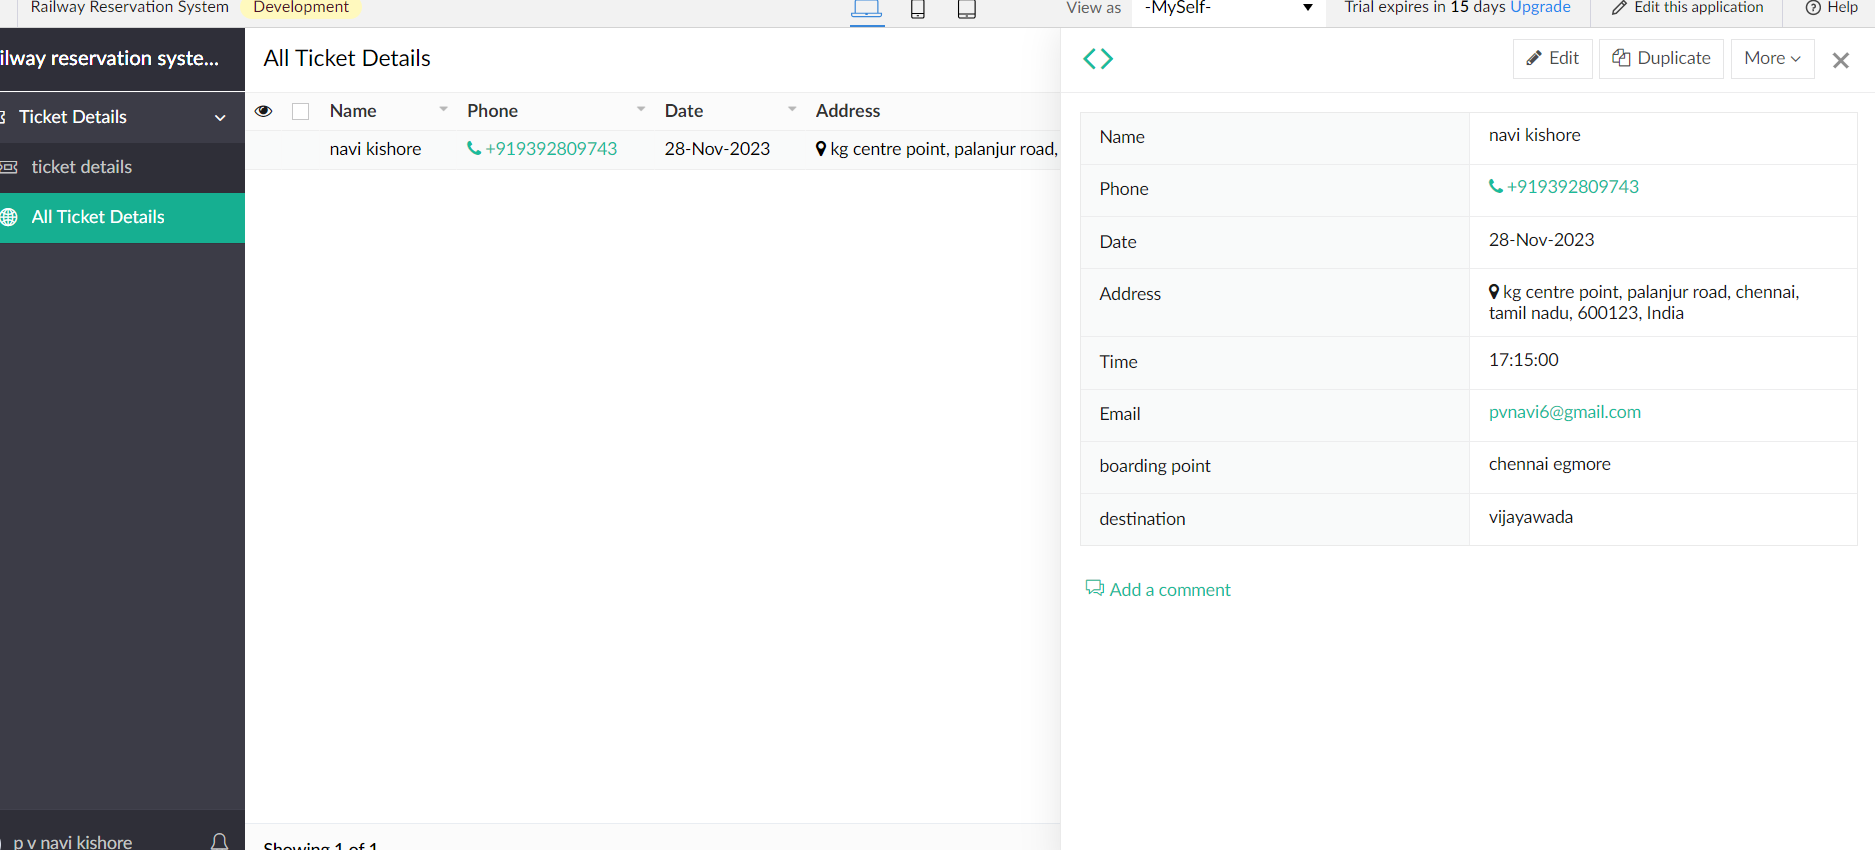 Railway Reservation System Development View as -MySelf- Trial expires in 15 days Upgrade Edit this application Help
ilway reservation syste...
Ticket Details
ticket details
All Ticket Details
p v navi kishore
All Ticket Details
Name Phone Date Address
navi kishore +919392809743 28-Nov-2023 kg centre point, palanjur road,
Showing 1 of 1
Edit Duplicate More
Name navi kishore
Phone +919392809743
Date 28-Nov-2023
Address kg centre point, palanjur road, chennai,
tamil nadu, 600123, India
Time 17:15:00
Email pvnavi6@gmail.com
boarding point chennai egmore
destination vijayawada
Add a comment